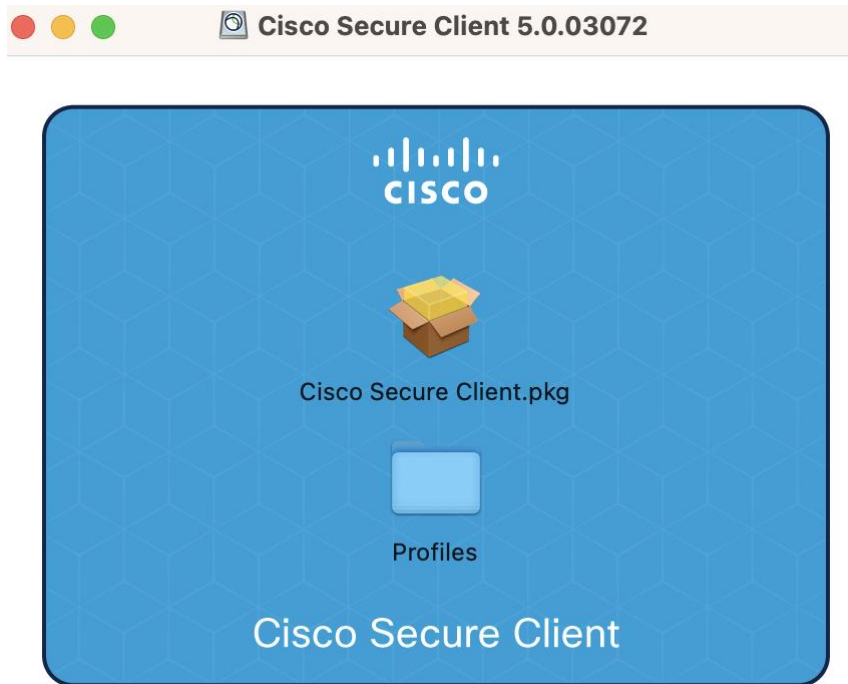 Cisco Secure Client 5.0.03072
CISCO
Cisco Secure Client.pkg
Profiles
Cisco Secure Client